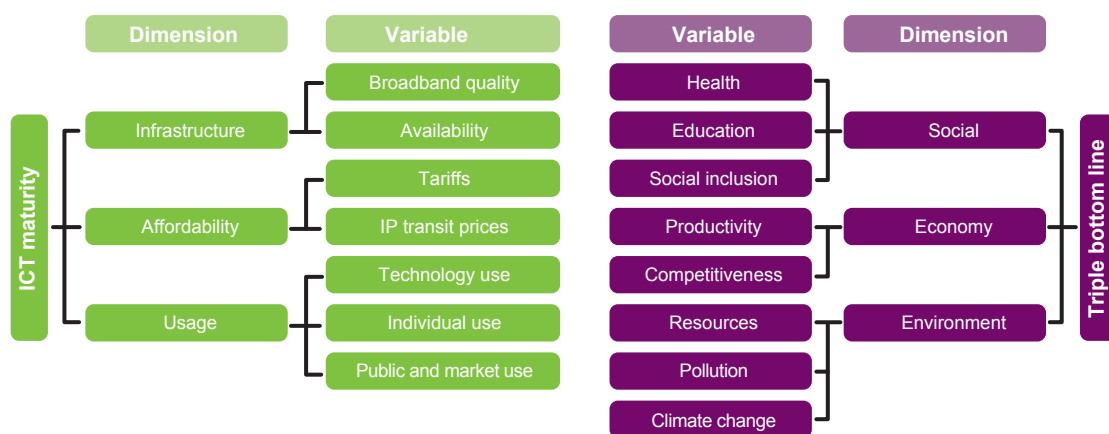 Dimension
Variable
ICT maturity
Infrastructure
Broadband quality
Availability
Affordability
Tariffs
IP transit prices
Usage
Technology use
Individual use
Public and market use
Variable
Dimension
Health
Education
Social inclusion
Social
Productivity
Competitiveness
Economy
Resources
Pollution
Climate change
Environment
Triple bottom line